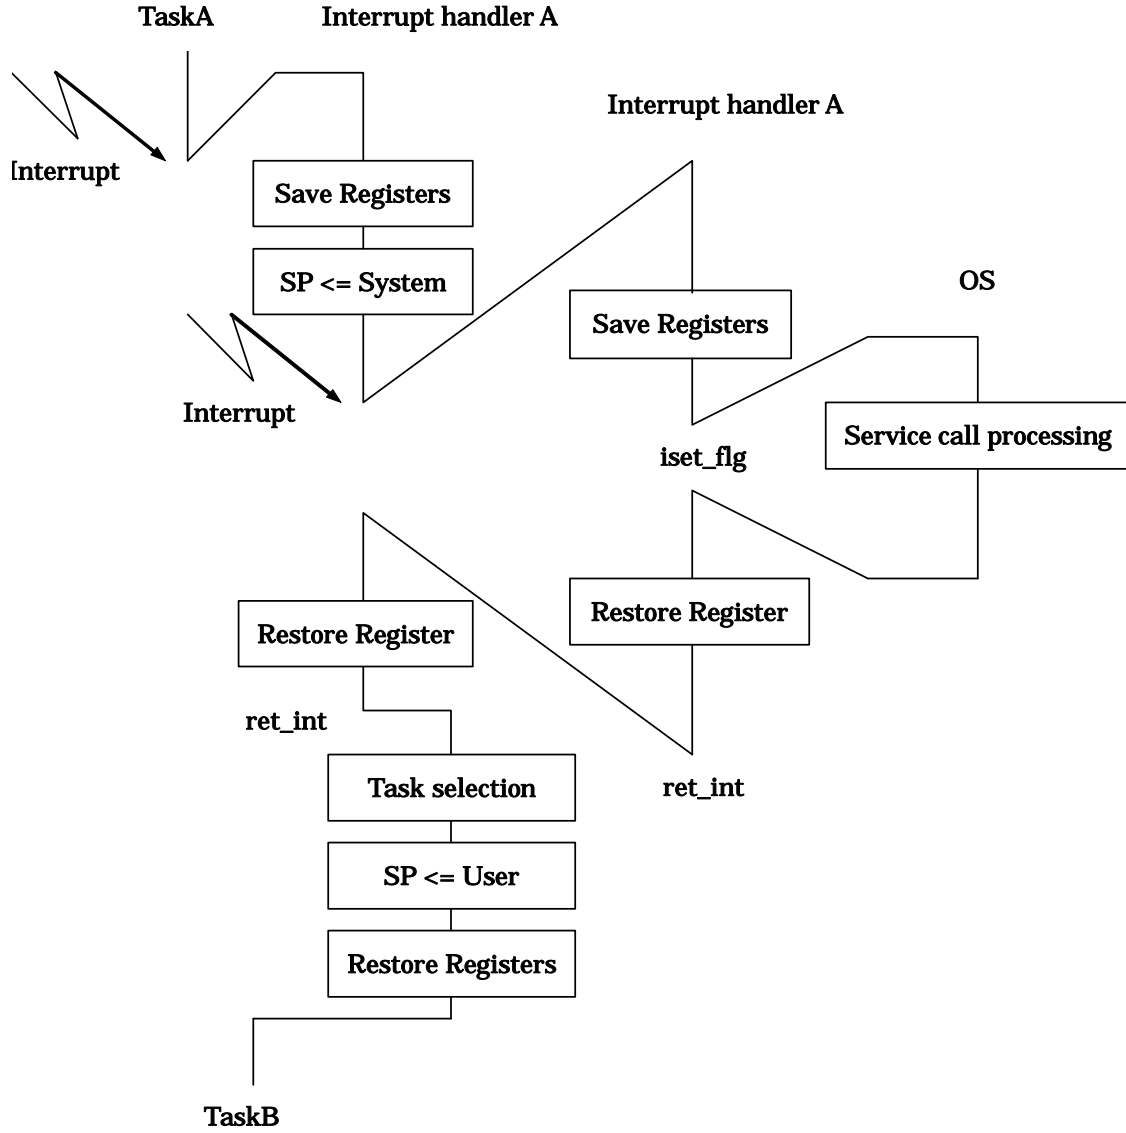 TaskA
Interrupt handler A
Interrupt handler A
Interrupt
Save Registers
SP <= System
OS
Save Registers
Interrupt
Service call processing
iset_flg
Restore Register
Restore Register
ret_int
Task selection
ret_int
SP <= User
Restore Registers
TaskB